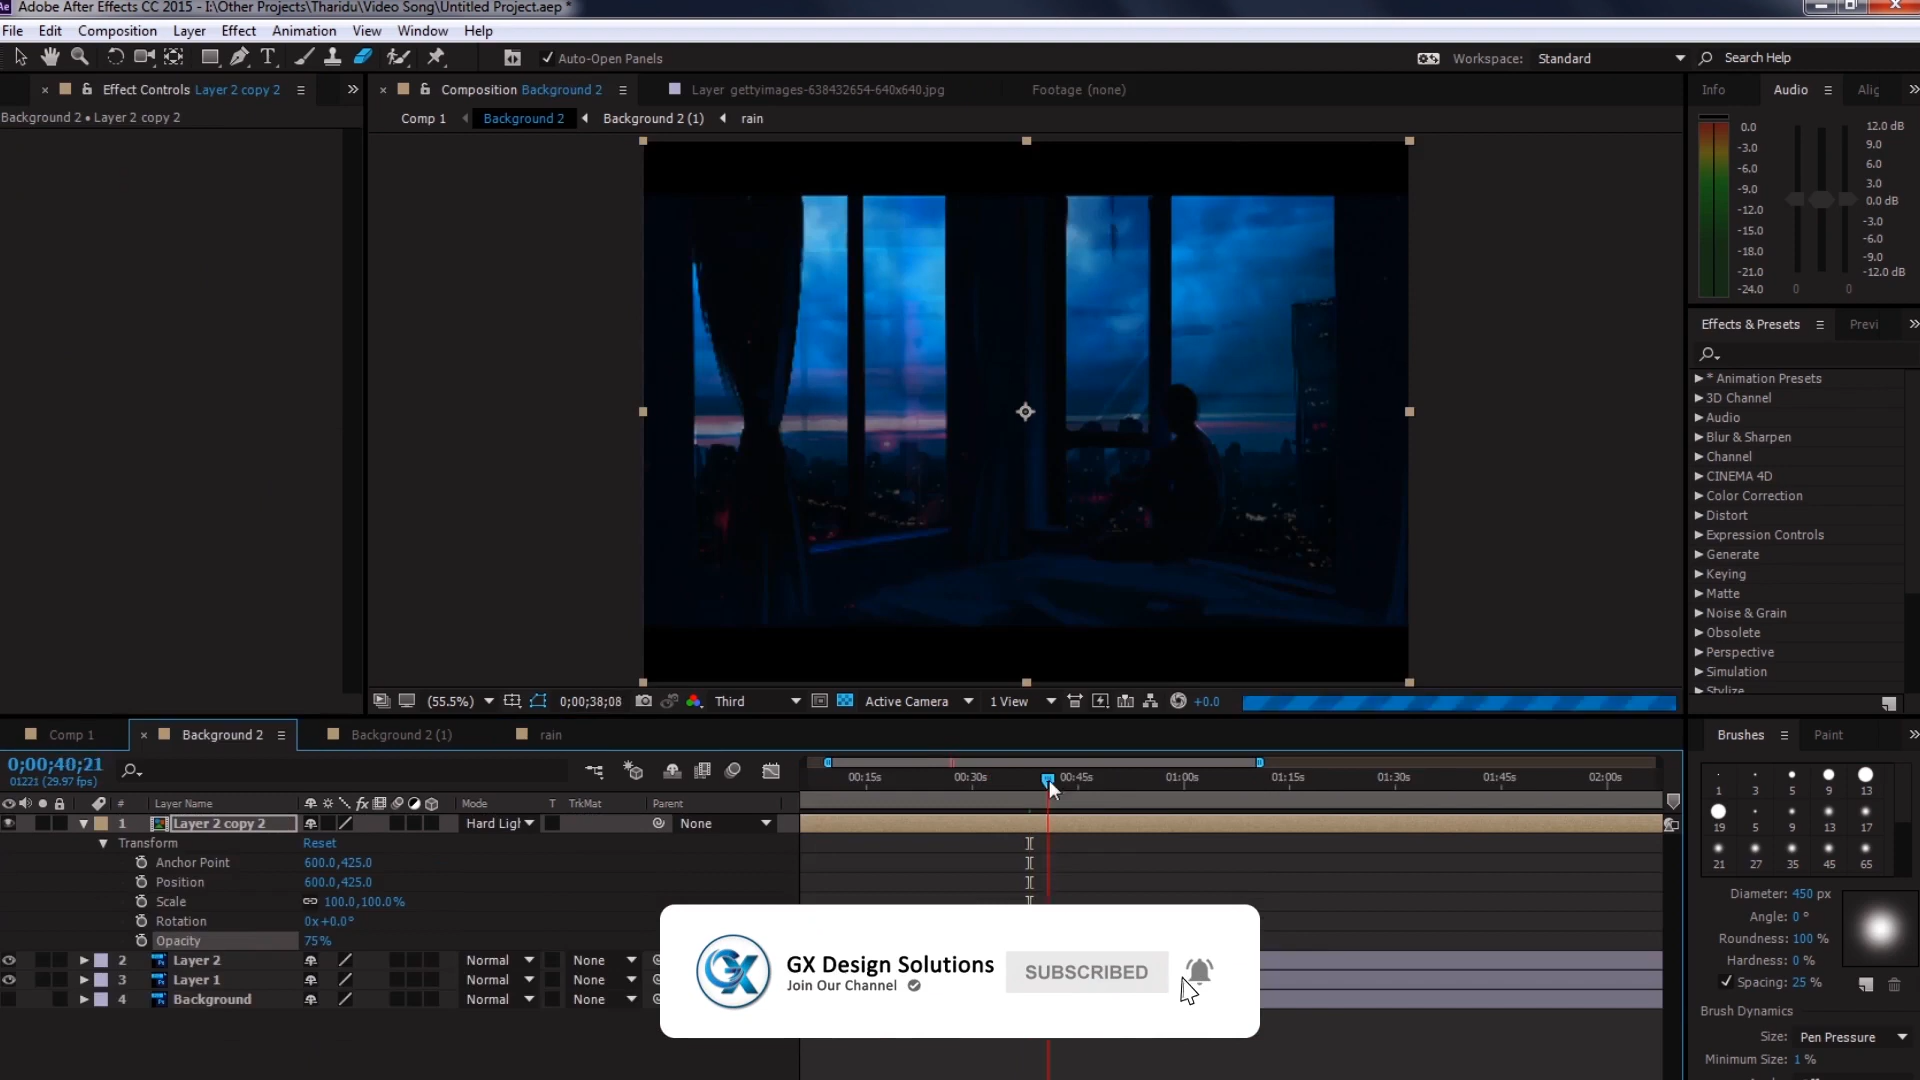 Ae Adobe After Effects CC 2015 - I:\Other Projects\Tharidu\Video Song\Untitled Project.aep *
File Edit Composition Layer Effect Animation View Window Help
Auto-Open Panels
Workspace: Standard
Search Help
Effect Controls Layer 2 copy 2
Composition Background 2
Layer gettyimages-638432654-640x640.jpg
Footage (none)
Info Audio Alig
Background 2 • Layer 2 copy 2
Comp 1 Background 2 Background 2 (1) rain
0.0 12.0 dB
-3.0 9.0
-6.0 6.0
-9.0 3.0
-12.0 0.0 dB
-15.0 -3.0
-18.0 -6.0
-21.0 -9.0
-24.0 -12.0 dB
0 0
Effects & Presets Previ
* Animation Presets
3D Channel
Audio
Blur & Sharpen
Channel
CINEMA 4D
Color Correction
Distort
Expression Controls
Generate
Keying
Matte
Noise & Grain
Obsolete
Perspective
Simulation
Stylize
(55.5%) 0;00;38;08 Third Active Camera 1 View +0.0
Comp 1 Background 2 Background 2 (1) rain
Brushes Paint
0;00;40;21
01221 (29.97 fps)
00:15s 00:30s 00:45s 01:00s 01:15s 01:30s 01:45s 02:00s
1 3 5 9 13
19 5 9 13 17
21 27 35 45 65
# Layer Name Mode T TrkMat Parent
1 Layer 2 copy 2 Hard Ligh None
Transform Reset
Anchor Point 600.0,425.0
Position 600.0,425.0
Scale 100.0,100.0%
Rotation 0x+0.0°
Opacity 75%
2 Layer 2 Normal None
3 Layer 1 Normal None
4 Background Normal None
Diameter: 450 px
Angle: 0 °
Roundness: 100 %
Hardness: 0 %
Spacing: 25 %
Brush Dynamics
Size: Pen Pressure
Minimum Size: 1 %
GX
GX Design Solutions
Join Our Channel
SUBSCRIBED